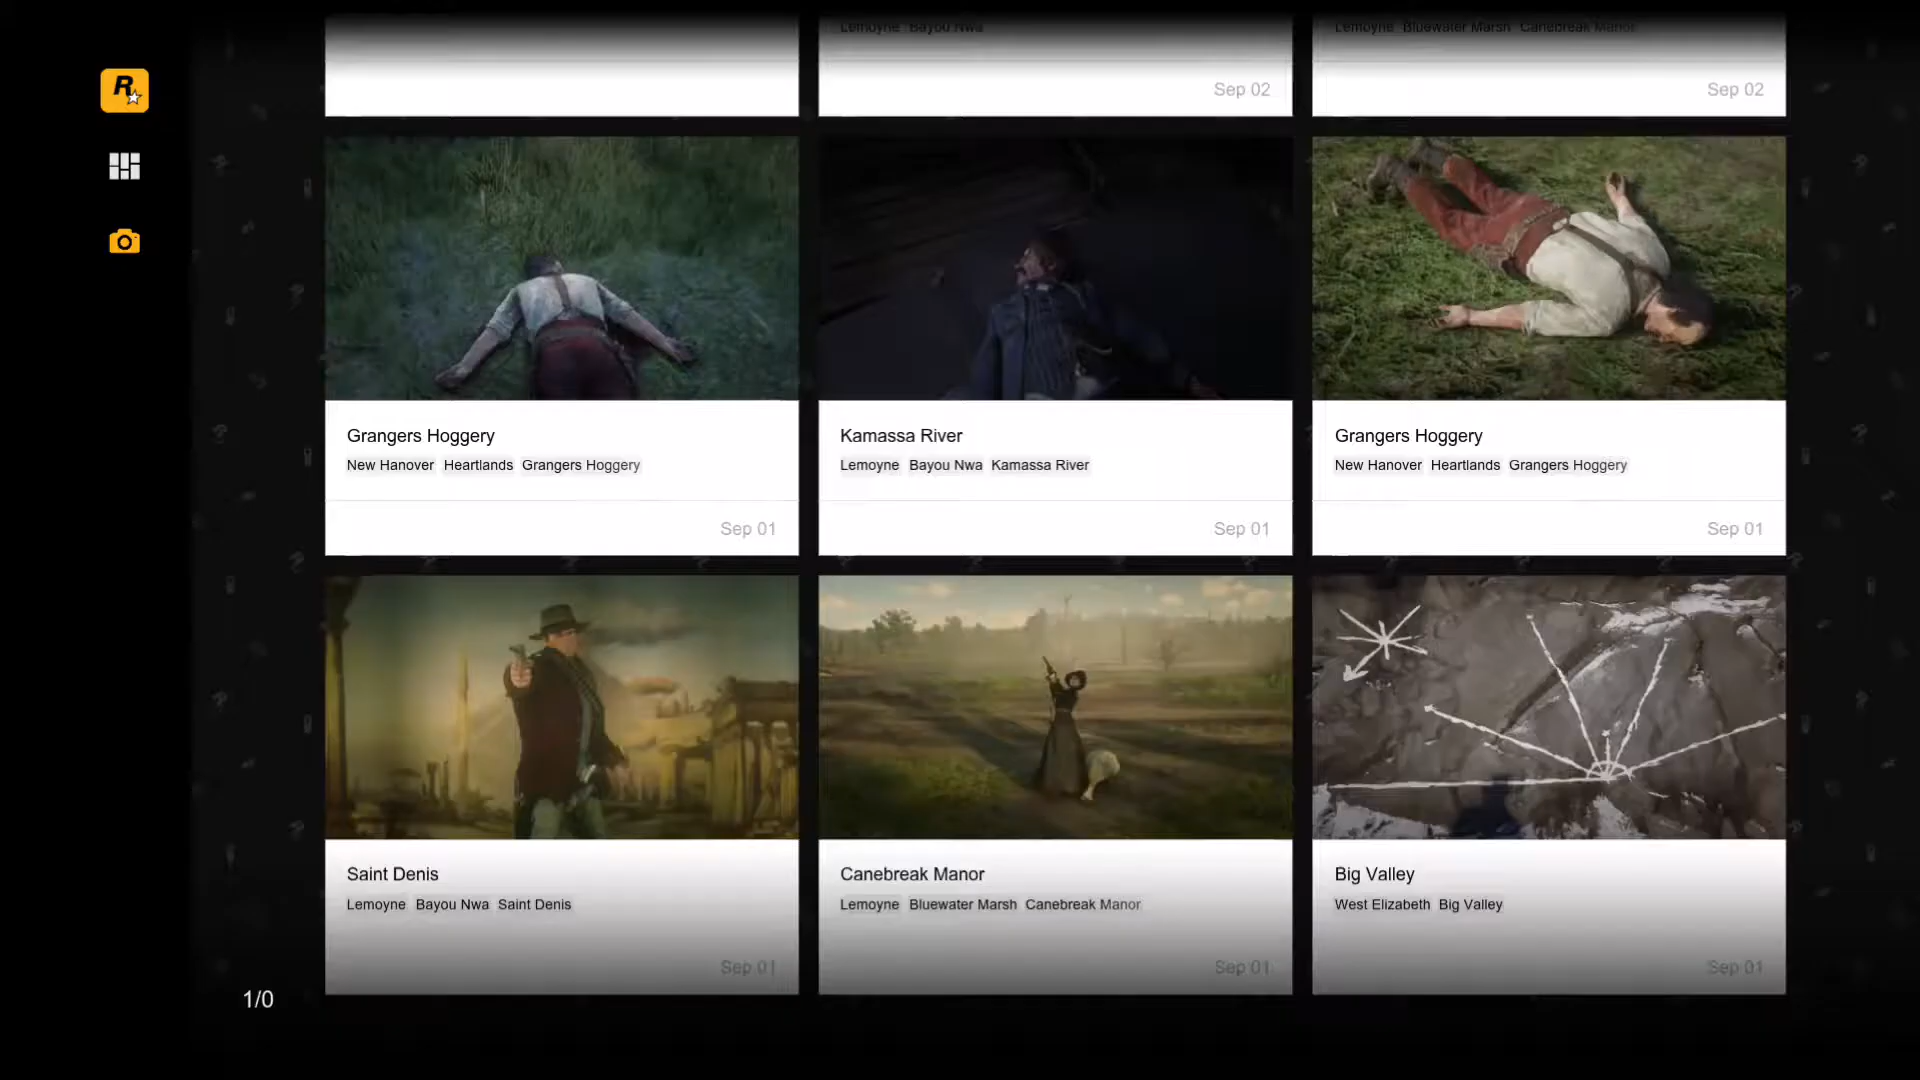 Lemoyne Bayou Nwa
Lemoyne Bluewater Marsh Canebreak Manor
Sep 02
Sep 02
R
Grangers Hoggery
New Hanover Heartlands Grangers Hoggery
Sep 01
Kamassa River
Lemoyne Bayou Nwa Kamassa River
Sep 01
Grangers Hoggery
New Hanover Heartlands Grangers Hoggery
Sep 01
Saint Denis
Lemoyne Bayou Nwa Saint Denis
Sep 01
Canebreak Manor
Lemoyne Bluewater Marsh Canebreak Manor
Sep 01
Big Valley
West Elizabeth Big Valley
Sep 01
1/0